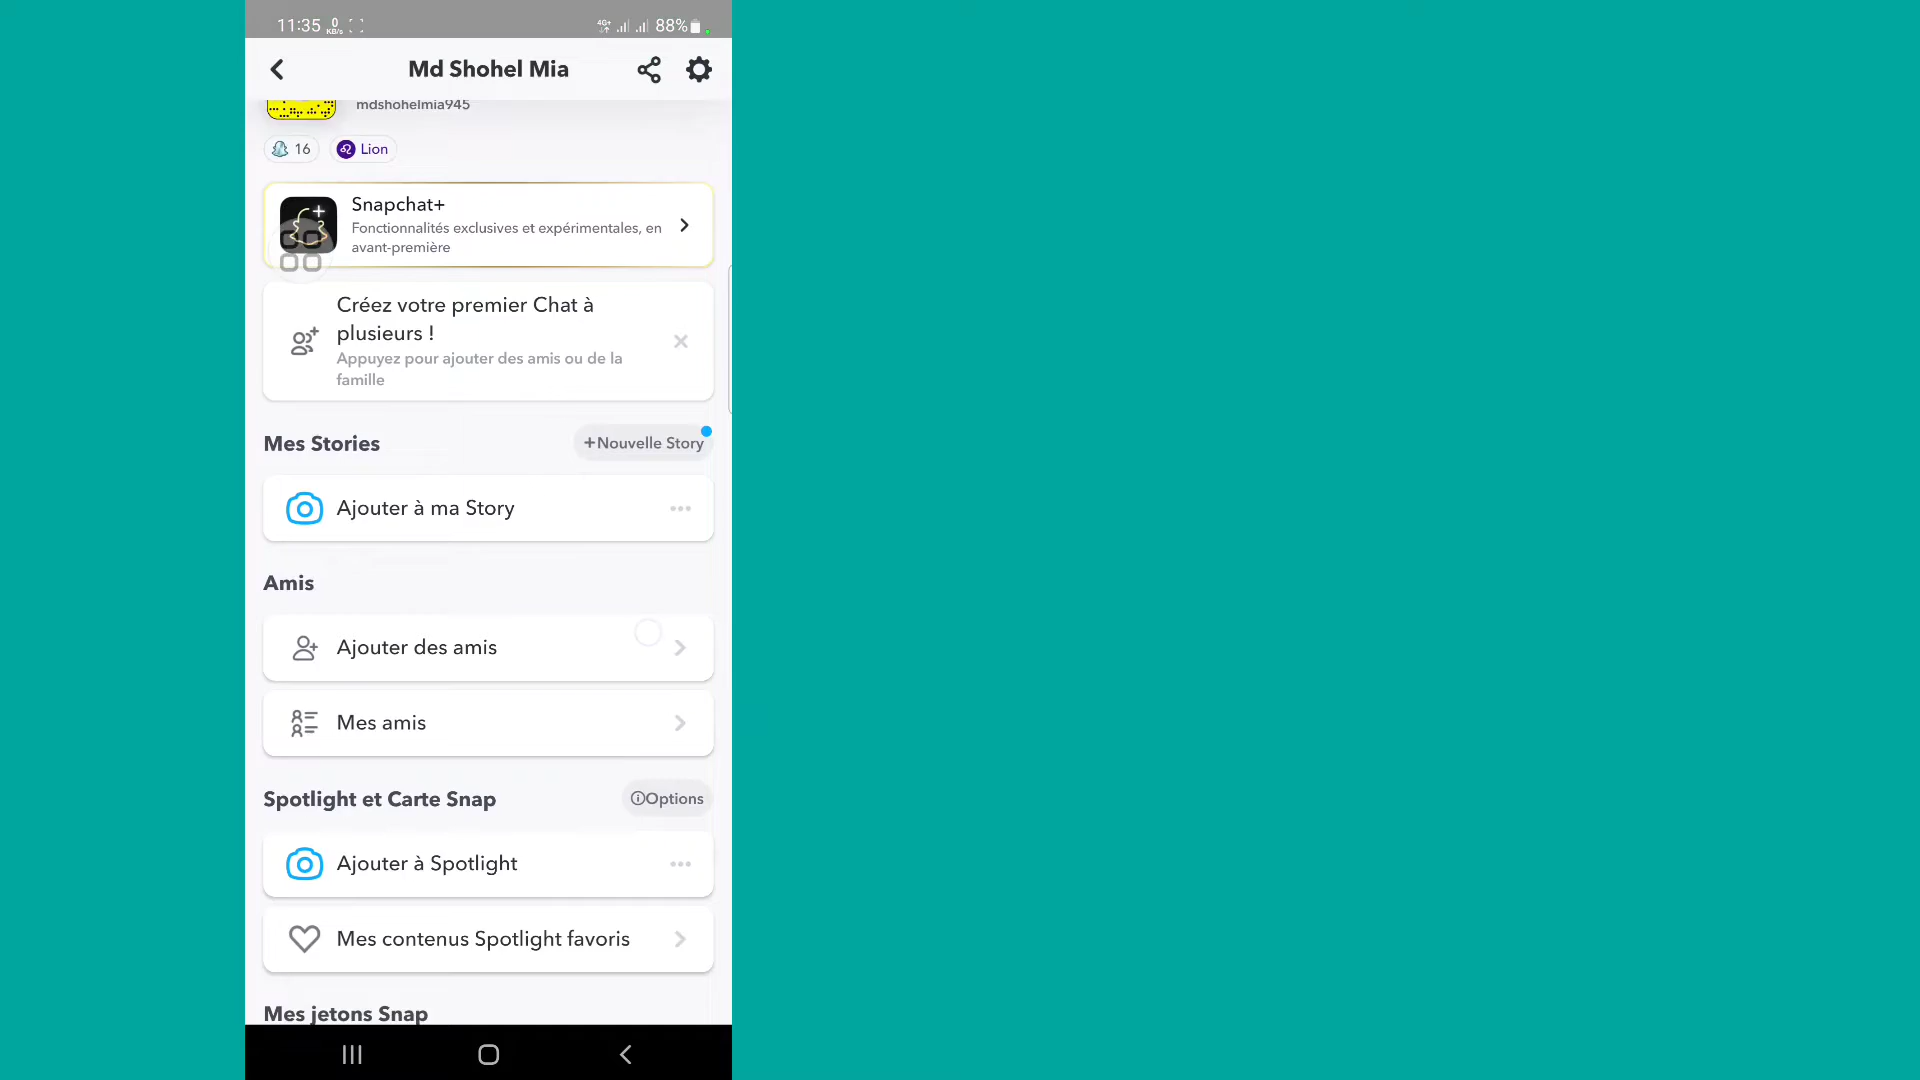 11:35 0 KB/s 4G+ 88%
Md Shohel Mia
mdshohelmia945
16 Lion
Snapchat+
Fonctionnalités exclusives et expérimentales, en
avant-première
Créez votre premier Chat à
plusieurs !
Appuyez pour ajouter des amis ou de la
famille
Mes Stories +Nouvelle Story
Ajouter à ma Story
Amis
Ajouter des amis
Mes amis
Spotlight et Carte Snap Options
Ajouter à Spotlight
Mes contenus Spotlight favoris
Mes jetons Snap